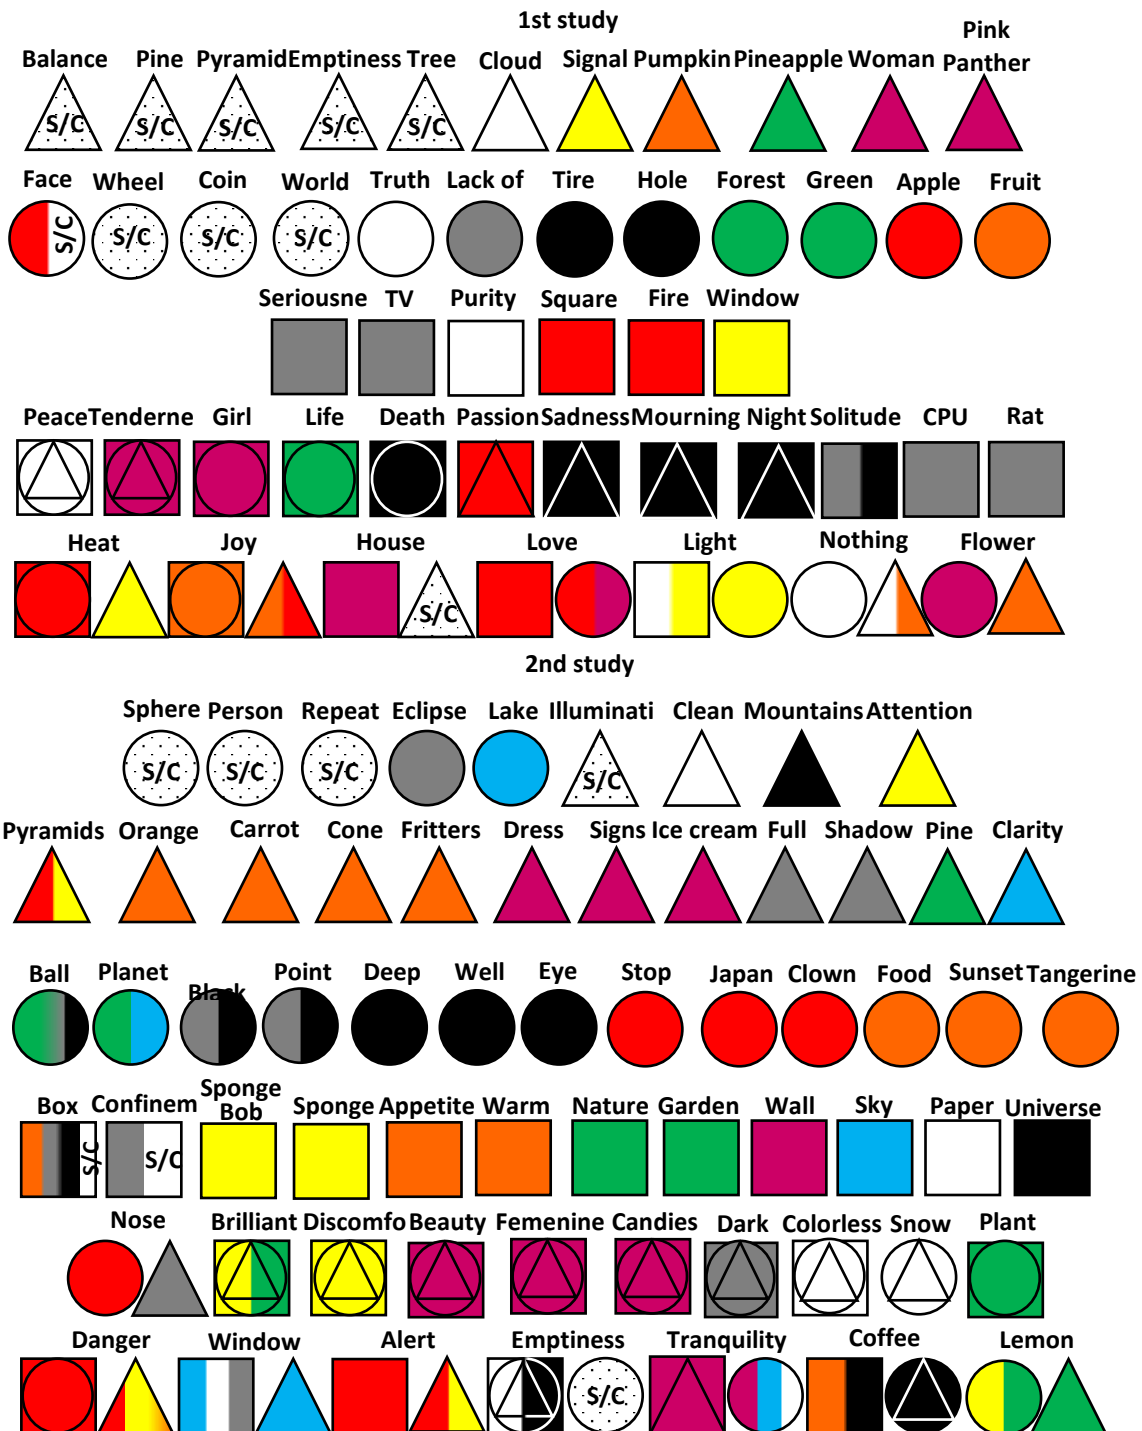 1st study
Pink
Balance Pine Pyramid Emptiness Tree Cloud Signal Pumpkin Pineapple Woman Panther
S/C S/C S/C S/C S/C
Face Wheel Coin World Truth Lack of Tire Hole Forest Green Apple Fruit
S/C S/C S/C S/C
Seriousne TV Purity Square Fire Window
Peace Tenderne Girl Life Death Passion Sadness Mourning Night Solitude CPU Rat
Heat Joy House Love Light Nothing Flower
S/C
2nd study
Sphere Person Repeat Eclipse Lake Illuminati Clean Mountains Attention
S/C S/C S/C S/C
Pyramids Orange Carrot Cone Fritters Dress Signs Ice cream Full Shadow Pine Clarity
Ball Planet Black Point Deep Well Eye Stop Japan Clown Food Sunset Tangerine
Sponge
Box Confinem Bob Sponge Appetite Warm Nature Garden Wall Sky Paper Universe
S/C S/C
Nose Brilliant Discomfo Beauty Femenine Candies Dark Colorless Snow Plant
Danger Window Alert Emptiness Tranquility Coffee Lemon
S/C